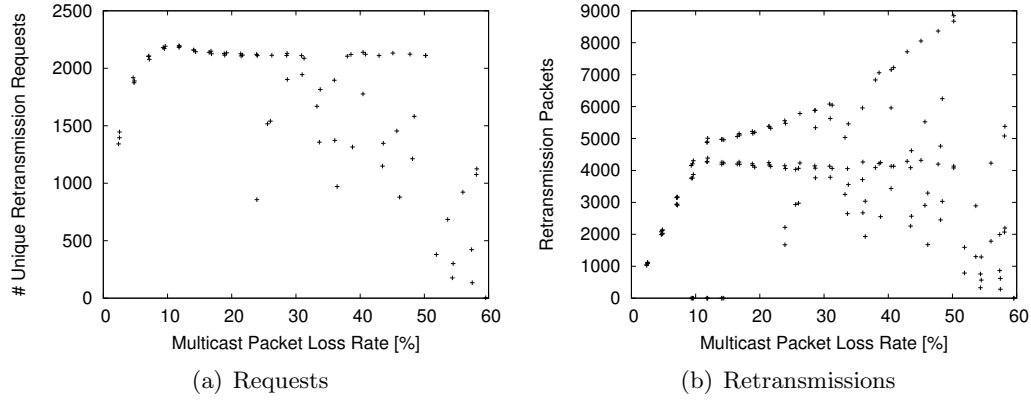 # Unique Retransmission Requests
2500
2000
1500
1000
500
0
0 10 20 30 40 50 60
Multicast Packet Loss Rate [%]
(a) Requests
Retransmission Packets
9000
8000
7000
6000
5000
4000
3000
2000
1000
0
0 10 20 30 40 50 60
Multicast Packet Loss Rate [%]
(b) Retransmissions